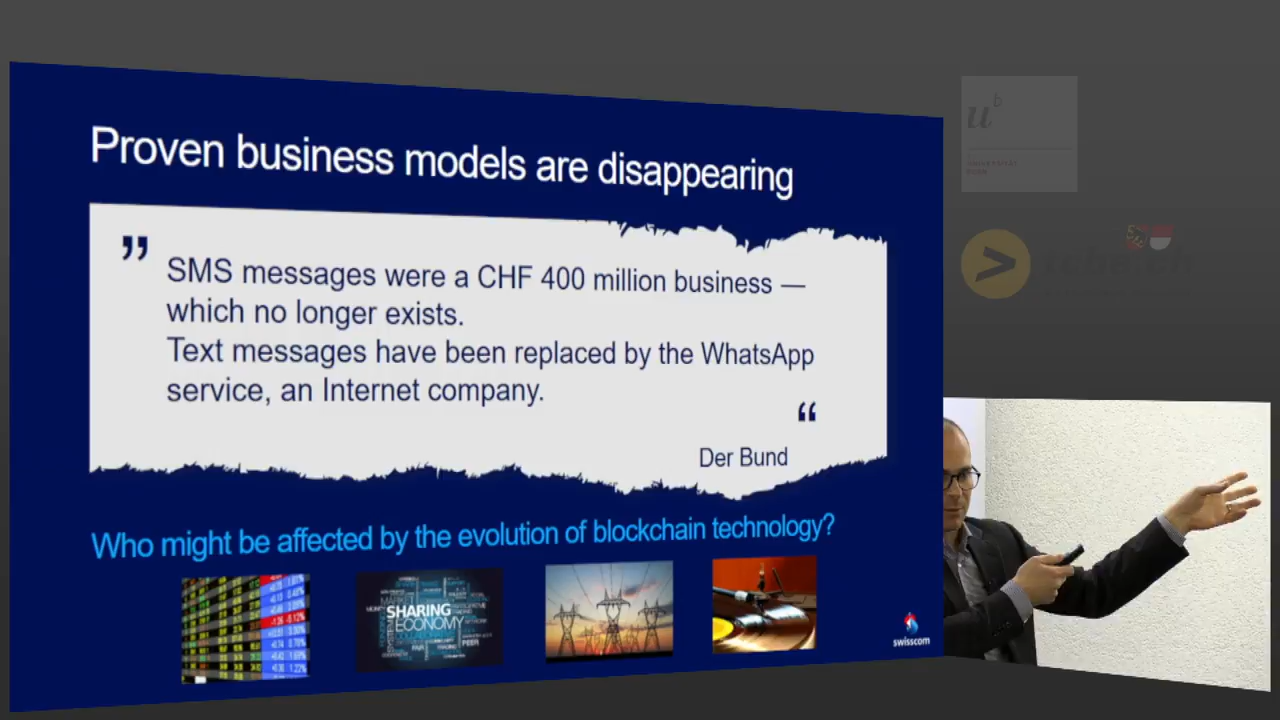 Proven business models are disappearing
”
SMS messages were a CHF 400 million business —
which no longer exists.
Text messages have been replaced by the WhatsApp
service, an Internet company.
“
Der Bund
Who might be affected by the evolution of blockchain technology?
SHARING
ECONOMY
swisscom
u
b